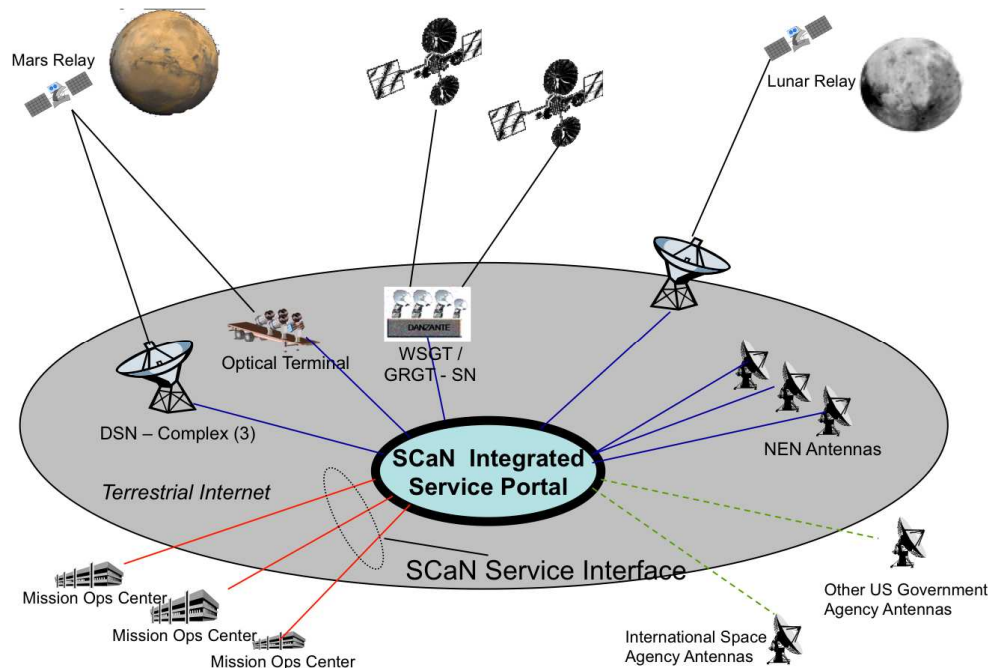 Mars Relay
Lunar Relay
DANZANTE
Optical Terminal
WSGT /
GRGT - SN
DSN – Complex (3)
NEN Antennas
SCaN Integrated
Service Portal
Terrestrial Internet
SCaN Service Interface
Mission Ops Center
Mission Ops Center
Mission Ops Center
Other US Government
Agency Antennas
International Space
Agency Antennas